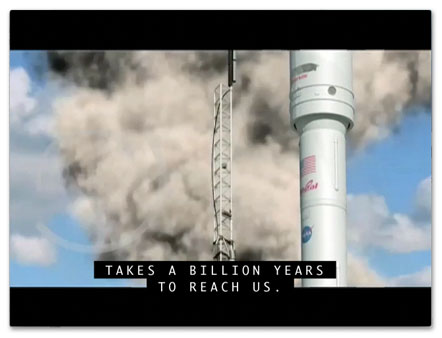 TAKES A BILLION YEARS
TO REACH US.